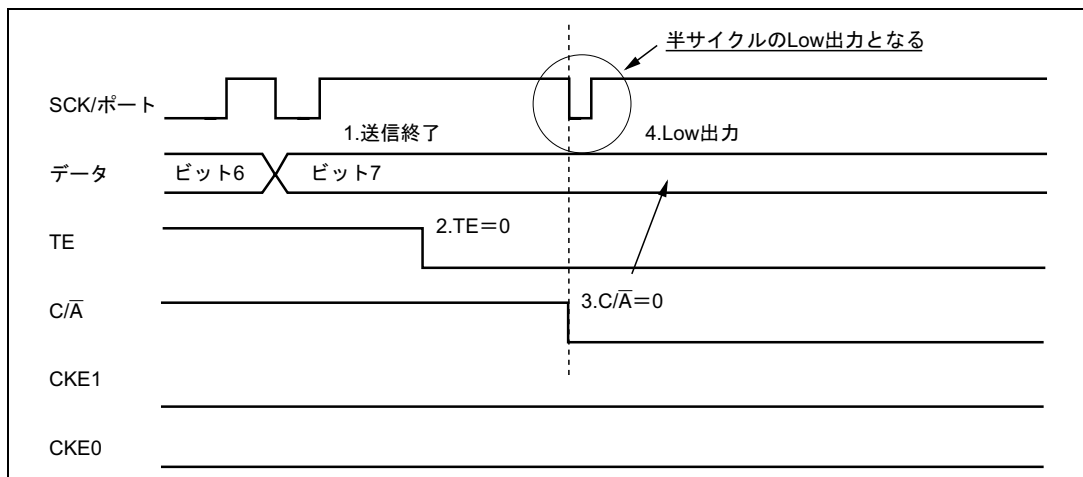 半サイクルのLow出力となる
SCK/ポート
1.送信終了
4.Low出力
データ
ビット6
ビット7
TE
2.TE=0
C/A̅
3.C/A̅=0
CKE1
CKE0